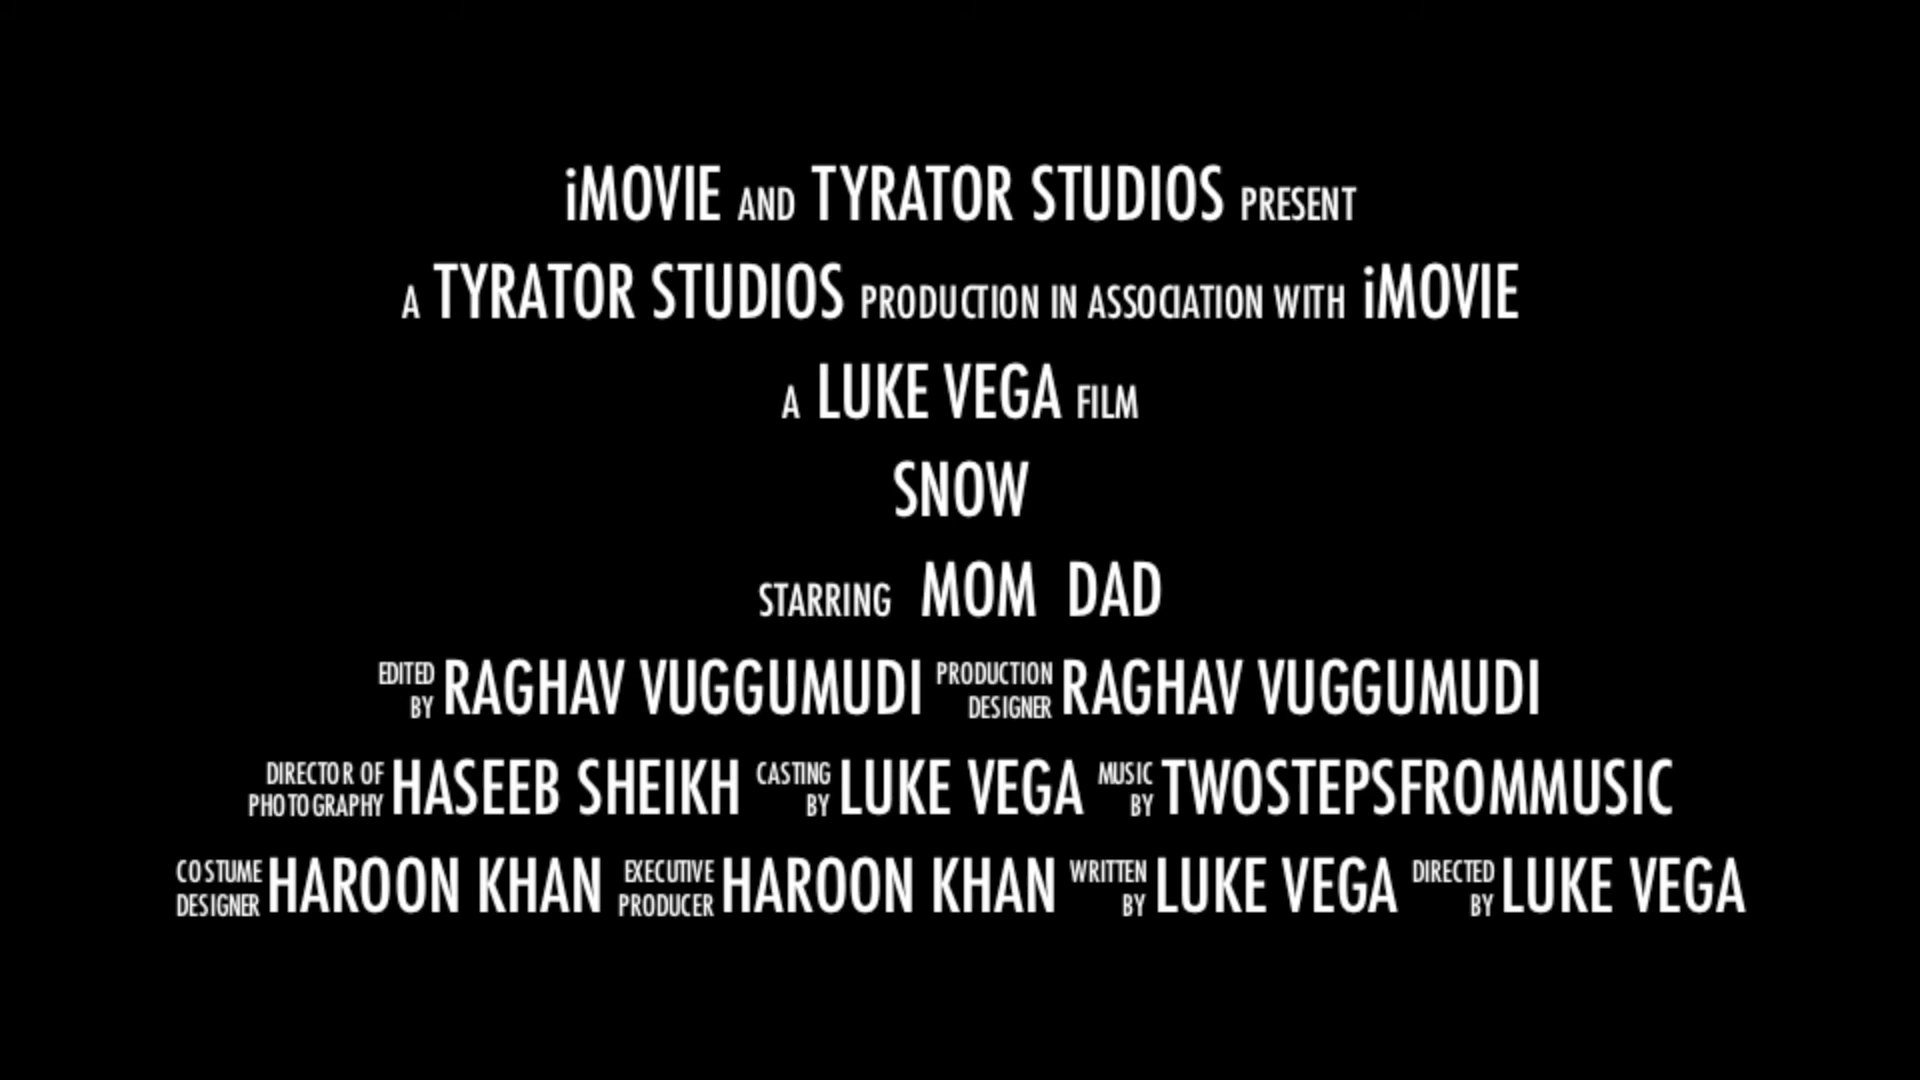 iMOVIE AND TYRATOR STUDIOS PRESENT
A TYRATOR STUDIOS PRODUCTION IN ASSOCIATION WITH iMOVIE
A LUKE VEGA FILM
SNOW
STARRING MOM DAD
EDITED BY RAGHAV VUGGUMUDI PRODUCTION DESIGNER RAGHAV VUGGUMUDI
DIRECTOR OF PHOTOGRAPHY HASEEB SHEIKH CASTING BY LUKE VEGA MUSIC BY TWOSTEPSFROMMUSIC
COSTUME DESIGNER HAROON KHAN EXECUTIVE PRODUCER HAROON KHAN WRITTEN BY LUKE VEGA DIRECTED BY LUKE VEGA